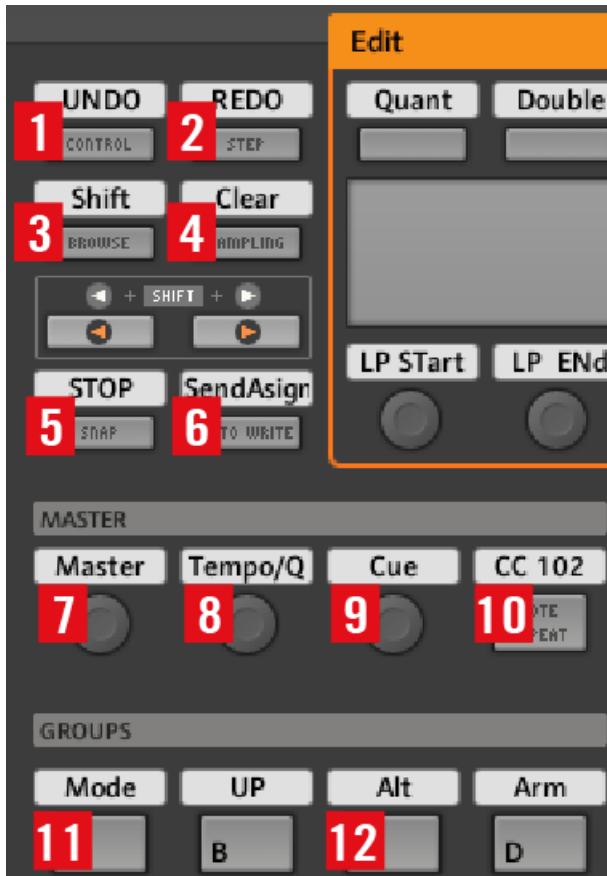 Edit
UNDO REDO Quant Double
1 CONTROL 2 STEP
Shift Clear
3 BROWSE 4 AMPLING
+ SHIFT +
LP STart LP ENd
STOP SendAsign
5 SNAP 6 TO WRITE
MASTER
Master Tempo/Q Cue CC 102
7 8 9 10 OTE
PEAT
GROUPS
Mode UP Alt Arm
11 B 12 D